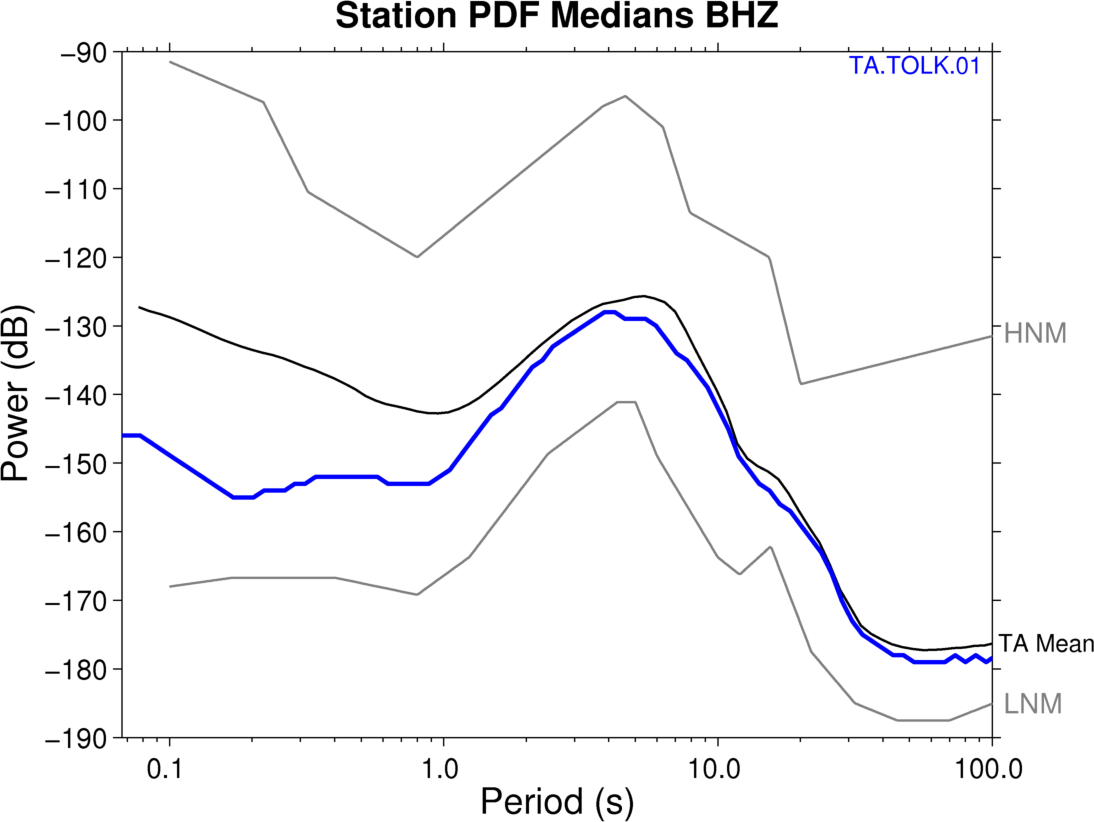 Station PDF Medians BHZ
TA.TOLK.01
−90
−100
−110
−120
−130
−140
−150
−160
−170
−180
−190
Power (dB)
HNM
TA Mean
LNM
0.1 1.0 10.0 100.0
Period (s)